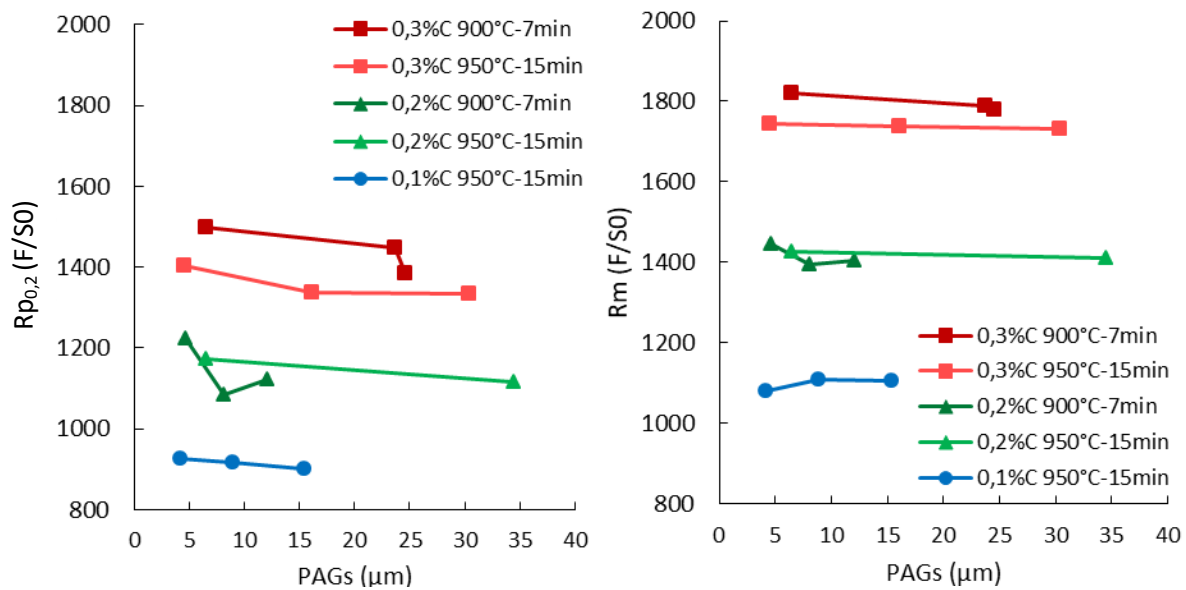 2000
1800
1600
1400
1200
1000
800
Rp0,2 (F/S0)
0,3%C 900°C-7min
0,3%C 950°C-15min
0,2%C 900°C-7min
0,2%C 950°C-15min
0,1%C 950°C-15min
0 5 10 15 20 25 30 35 40
PAGs (µm)
2000
1800
1600
1400
1200
1000
800
Rm (F/S0)
0,3%C 900°C-7min
0,3%C 950°C-15min
0,2%C 900°C-7min
0,2%C 950°C-15min
0,1%C 950°C-15min
0 5 10 15 20 25 30 35 40
PAGs (µm)